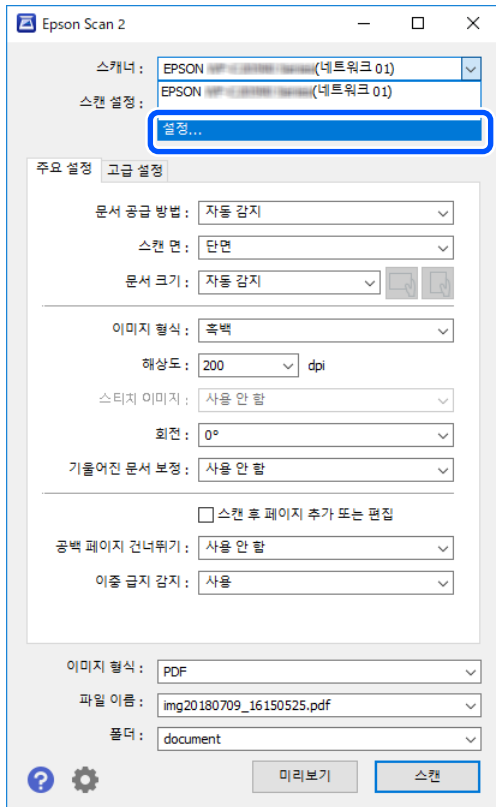 Epson Scan 2
스캐너 : EPSON (네트워크 01)
EPSON (네트워크 01)
스캔 설정 :
설정...
주요 설정 고급 설정
문서 공급 방법 : 자동 감지
스캔 면 : 단면
문서 크기 : 자동 감지
이미지 형식 : 흑백
해상도 : 200 dpi
스티치 이미지 : 사용 안 함
회전 : 0°
기울어진 문서 보정 : 사용 안 함
스캔 후 페이지 추가 또는 편집
공백 페이지 건너뛰기 : 사용 안 함
이중 급지 감지 : 사용
이미지 형식 : PDF
파일 이름 : img20180709_16150525.pdf
폴더 : document
? 미리보기 스캔